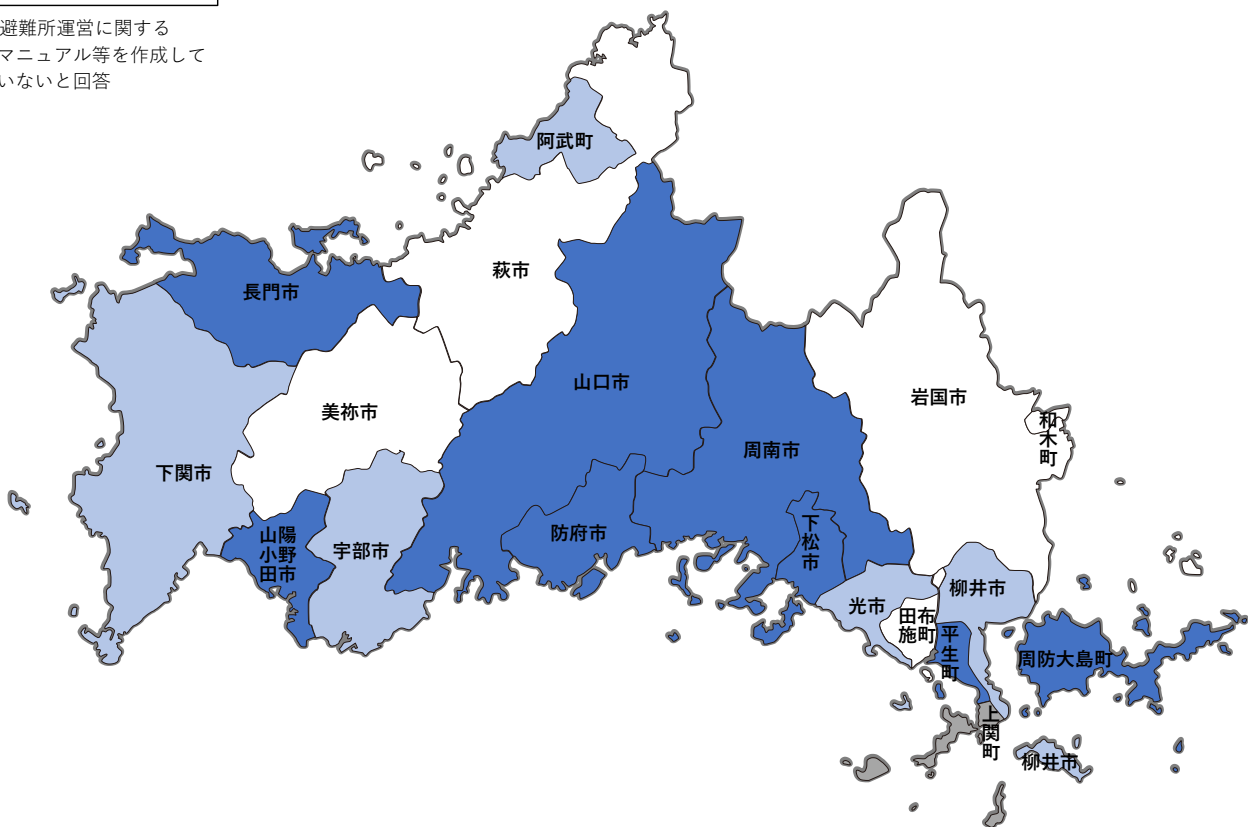 避難所運営に関する
マニュアル等を作成して
いないと回答
阿武町
萩市
長門市
山口市
岩国市
美祢市
和木町
周南市
下関市
下松市
防府市
山陽小野田市
宇部市
柳井市
光市
田布施町
平生町
周防大島町
上関町
柳井市